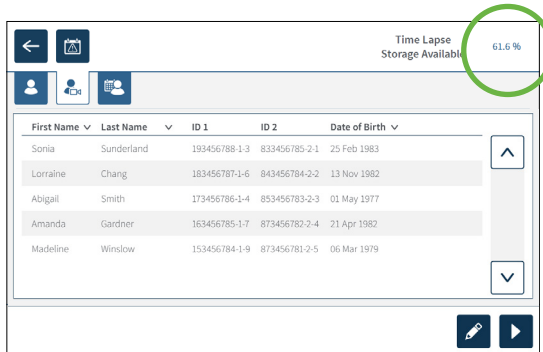 Time Lapse
Storage Available 61.6 %
First Name Last Name ID 1 ID 2 Date of Birth
Sonia Sunderland 193456788-1-3 833456785-2-1 25 Feb 1983
Lorraine Chang 183456787-1-6 843456784-2-2 13 Nov 1982
Abigail Smith 173456786-1-4 853456783-2-3 01 May 1977
Amanda Gardner 163456785-1-7 873456782-2-4 21 Apr 1982
Madeline Winslow 153456784-1-9 873456781-2-5 06 Mar 1979